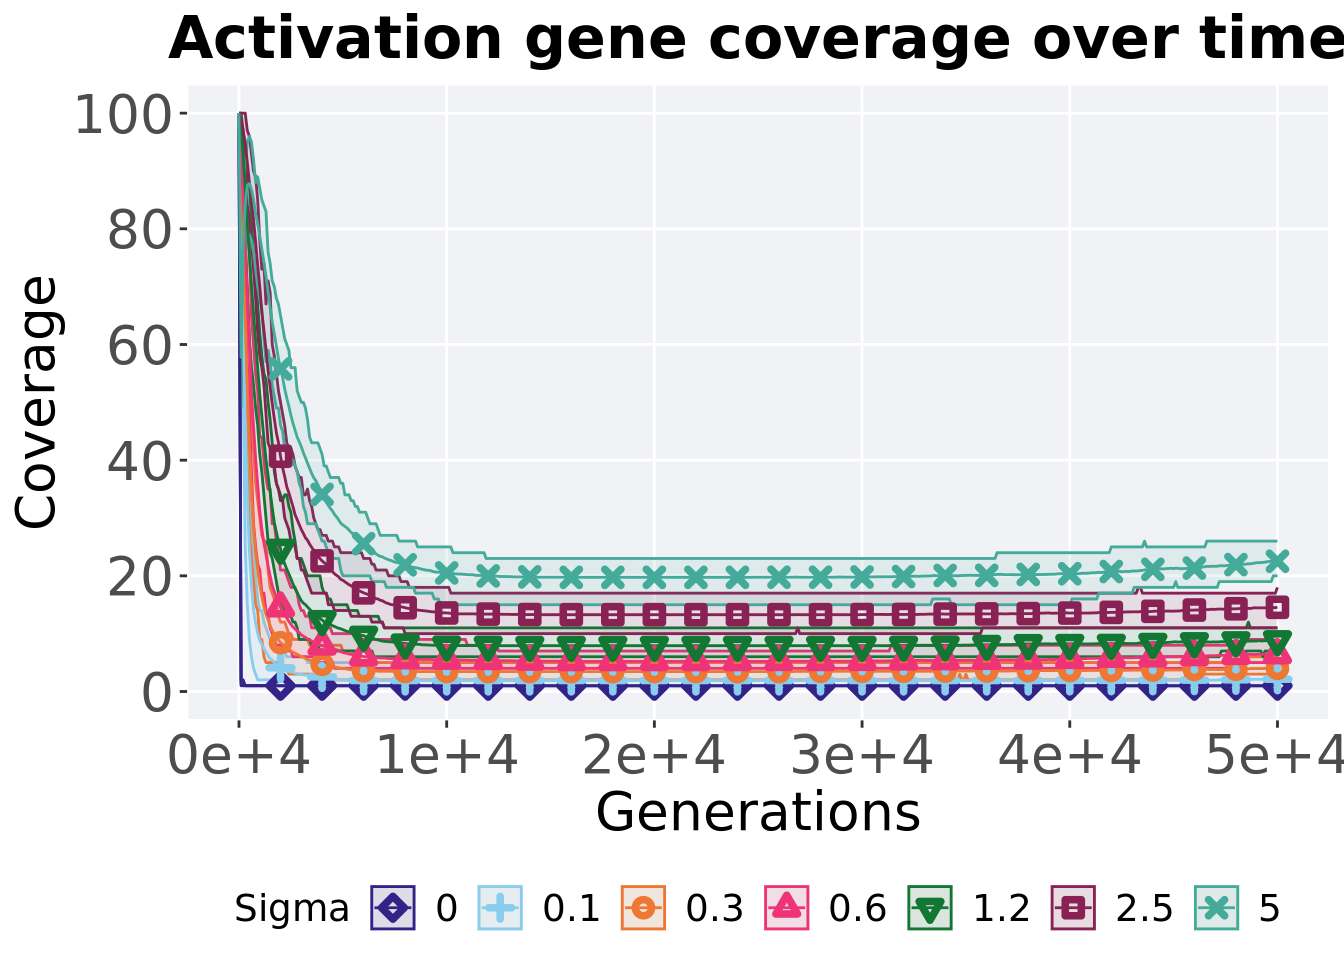 Activation gene coverage over time
Coverage
100
80
60
40
20
0
0e+4 1e+4 2e+4 3e+4 4e+4 5e+4
Generations
Sigma 0 0.1 0.3 0.6 1.2 2.5 5